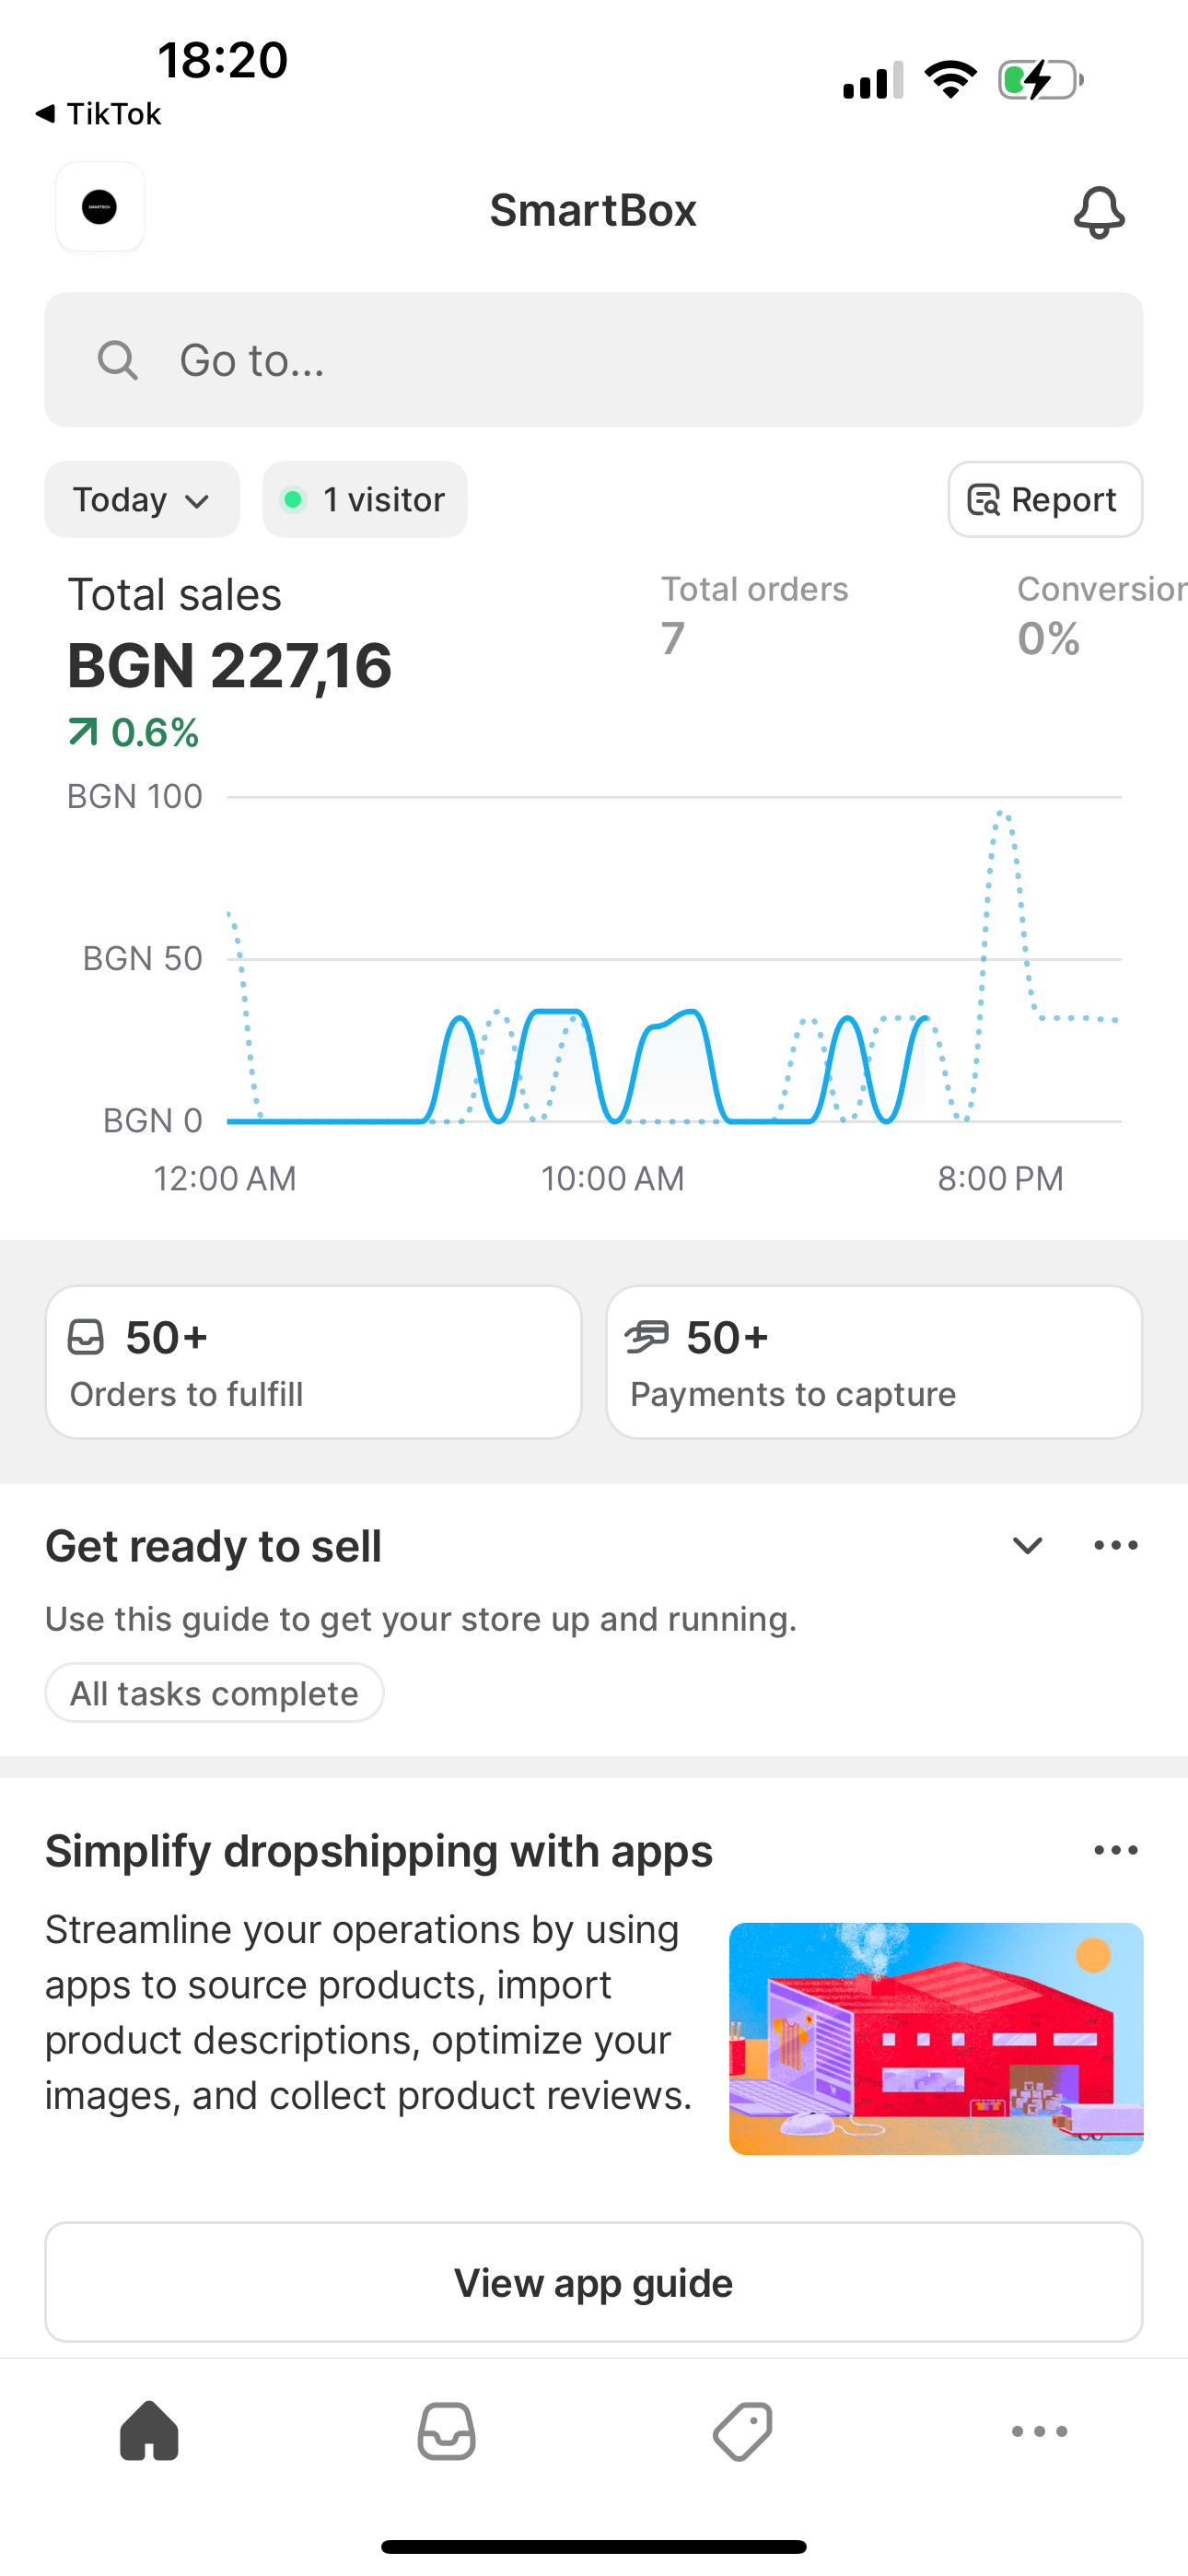 18:20
◀ TikTok
SMARTBOX
SmartBox
Go to...
Today
1 visitor
Report
Total sales
BGN 227,16
0.6%
Total orders
7
Conversion
0%
BGN 100
BGN 50
BGN 0
12:00 AM
10:00 AM
8:00 PM
50+
Orders to fulfill
50+
Payments to capture
Get ready to sell
Use this guide to get your store up and running.
All tasks complete
Simplify dropshipping with apps
Streamline your operations by using
apps to source products, import
product descriptions, optimize your
images, and collect product reviews.
View app guide